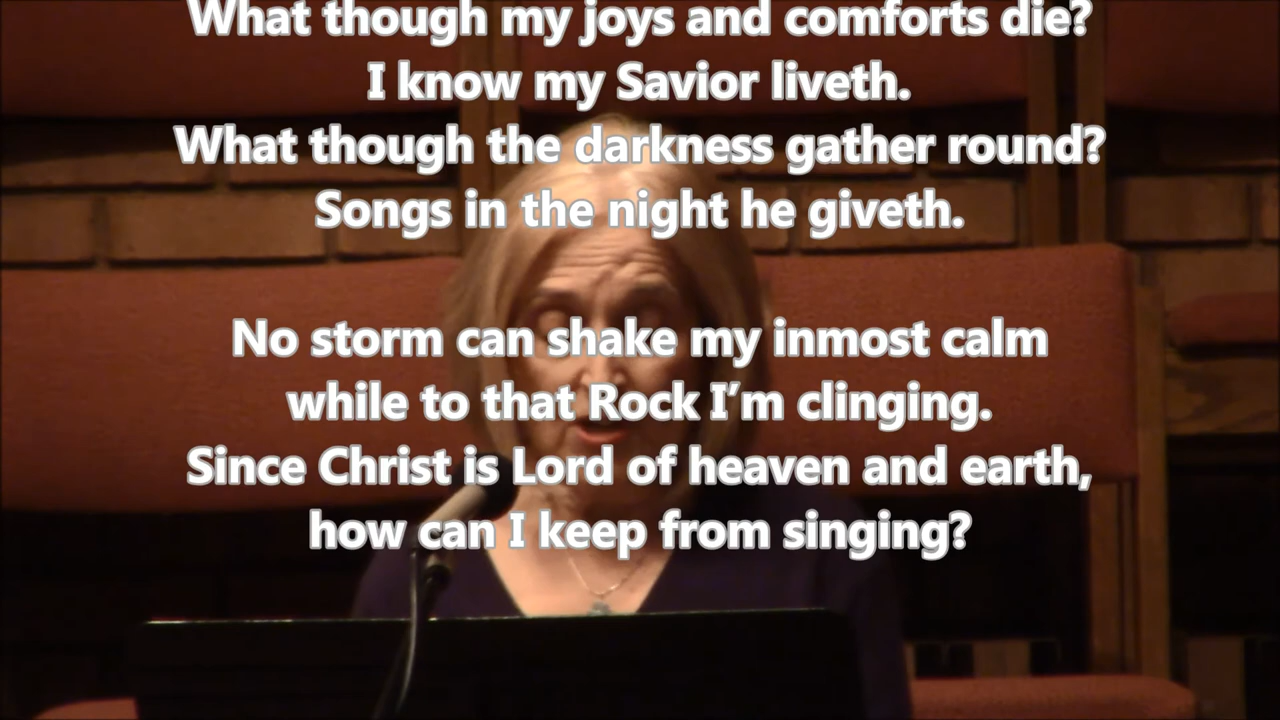 What though my joys and comforts die?
I know my Savior liveth.
What though the darkness gather round?
Songs in the night he giveth.
No storm can shake my inmost calm
while to that Rock I’m clinging.
Since Christ is Lord of heaven and earth,
how can I keep from singing?